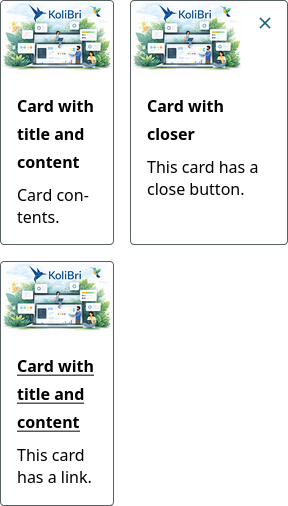 KoliBri
Card with
title and
content
Card con-
tents.
KoliBri
Card with
closer
This card has a
close button.
KoliBri
Card with
title and
content
This card
has a link.